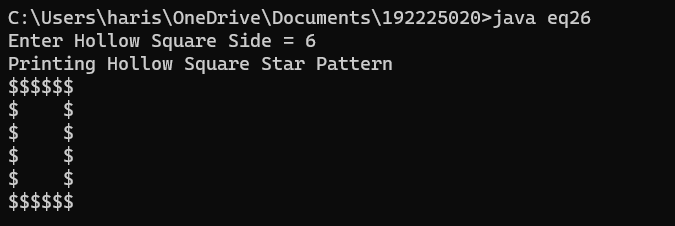 C:\Users\haris\OneDrive\Documents\192225020>java eq26
Enter Hollow Square Side = 6
Printing Hollow Square Star Pattern
$$$$$$
$    $
$    $
$    $
$    $
$$$$$$